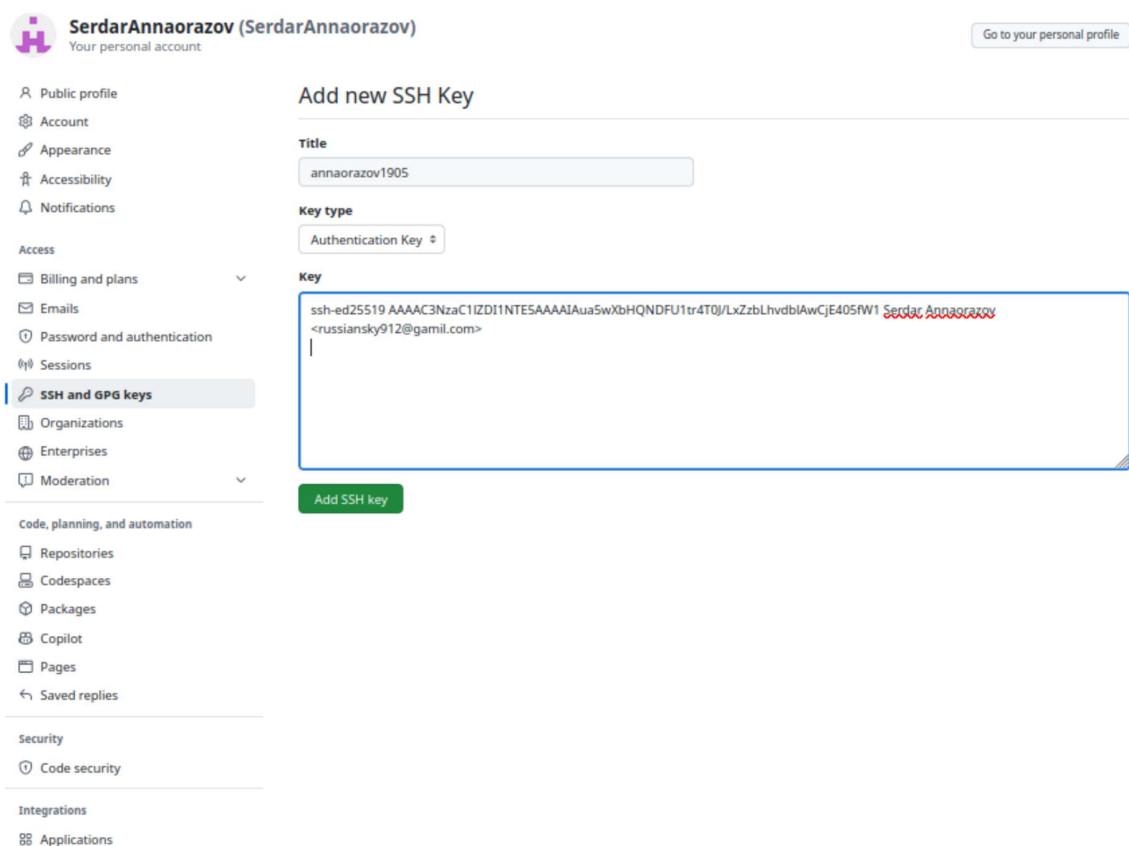 SerdarAnnaorazov (SerdarAnnaorazov)
Your personal account
Go to your personal profile
Public profile
Account
Appearance
Accessibility
Notifications
Access
Billing and plans
Emails
Password and authentication
Sessions
SSH and GPG keys
Organizations
Enterprises
Moderation
Code, planning, and automation
Repositories
Codespaces
Packages
Copilot
Pages
Saved replies
Security
Code security
Integrations
Applications
Add new SSH Key
Title
annaorazov1905
Key type
Authentication Key
Key
ssh-ed25519 AAAAC3NzaC1lZDI1NTE5AAAAIAua5wXbHQNDFU1tr4T0J/LxZzbLhvdblAwCjE405fW1 Serdar Annaorazov
<russiansky912@gamil.com>
Add SSH key